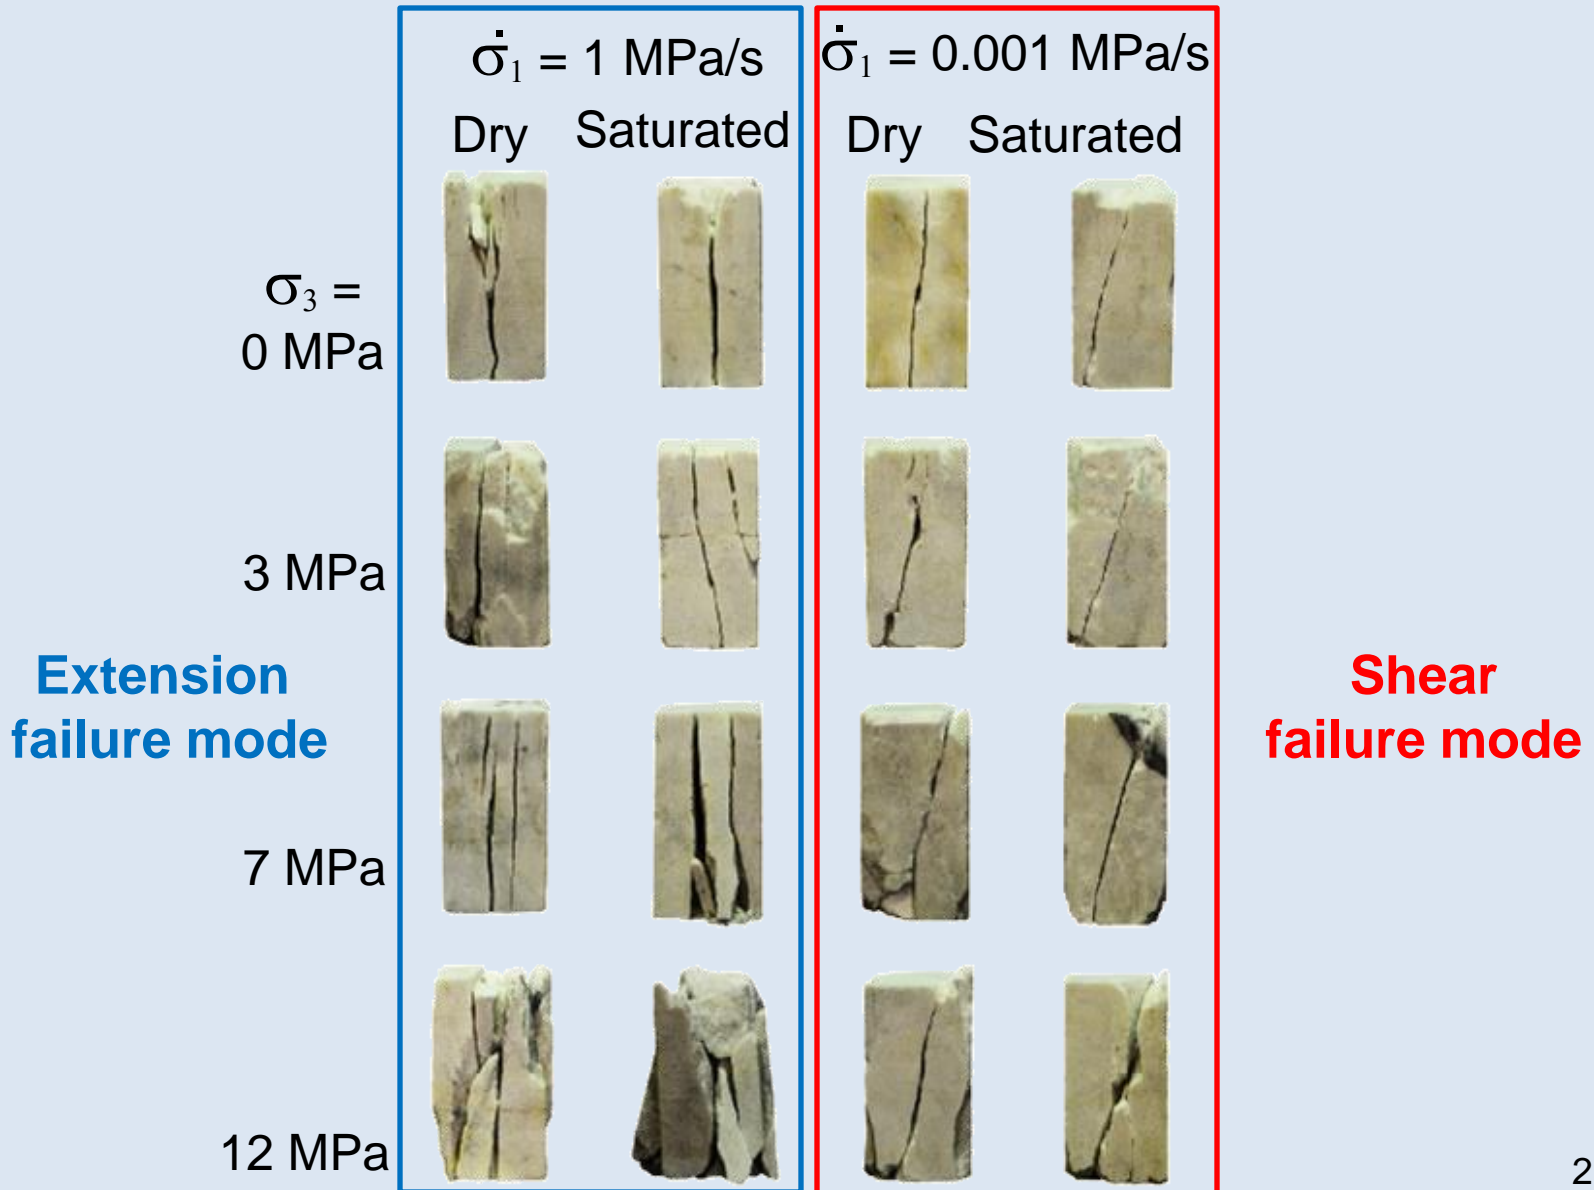 σ̇₁ = 1 MPa/s
σ̇₁ = 0.001 MPa/s
Dry
Saturated
Dry
Saturated
σ₃ =
0 MPa
3 MPa
Extension
failure mode
Shear
failure mode
7 MPa
12 MPa
2